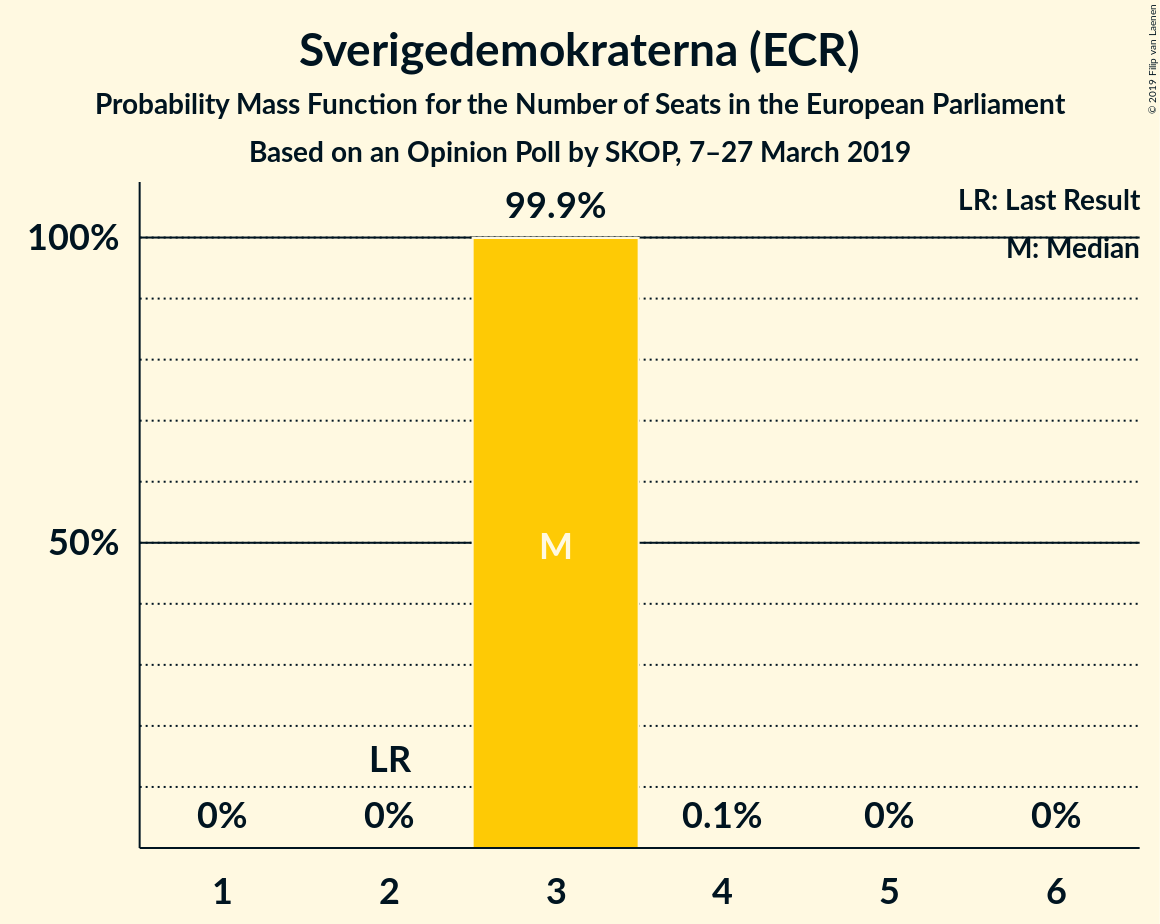 Sverigedemokraterna (ECR)
Probability Mass Function for the Number of Seats in the European Parliament
Based on an Opinion Poll by SKOP, 7–27 March 2019
© 2019 Filip van Laenen
LR: Last Result
M: Median
99.9%
100%
50%
M
LR
0%
0%
0.1%
0%
0%
1 2 3 4 5 6